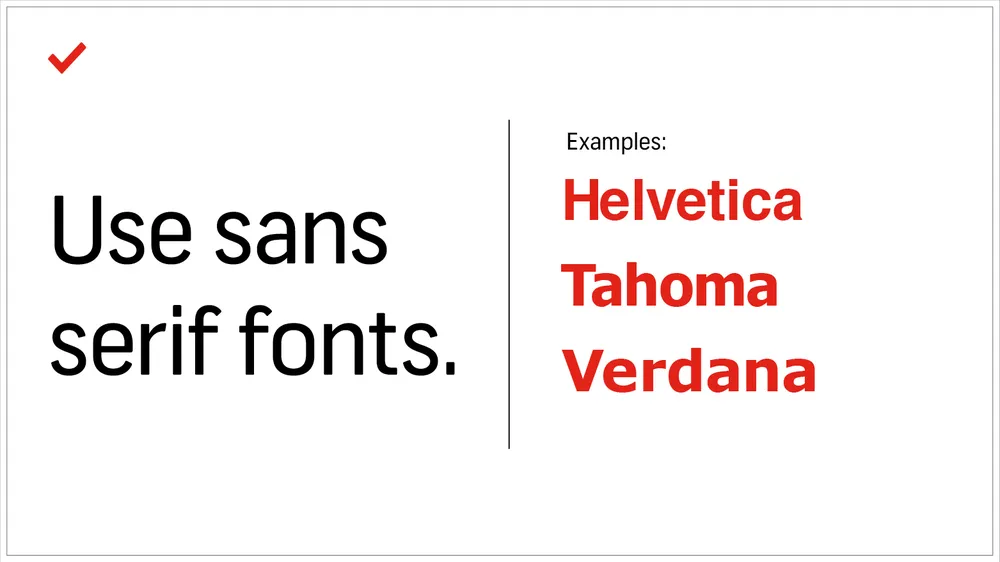 Use sans
serif fonts.
Examples:
Helvetica
Tahoma
Verdana